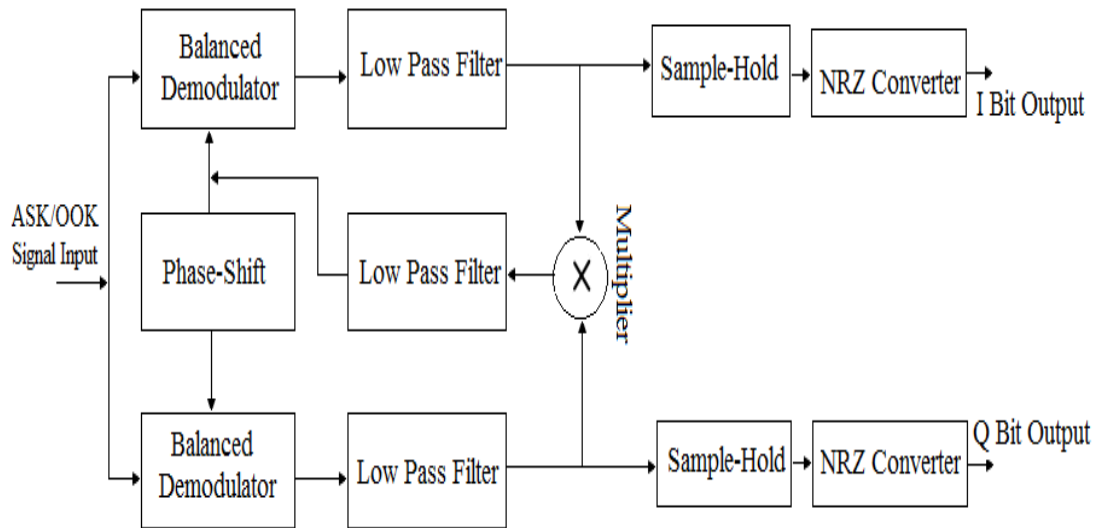 Balanced
Demodulator
Low Pass Filter
Sample-Hold
NRZ Converter
I Bit Output
ASK/OOK
Signal Input
Phase-Shift
Low Pass Filter
X
Multiplier
Balanced
Demodulator
Low Pass Filter
Sample-Hold
NRZ Converter
Q Bit Output